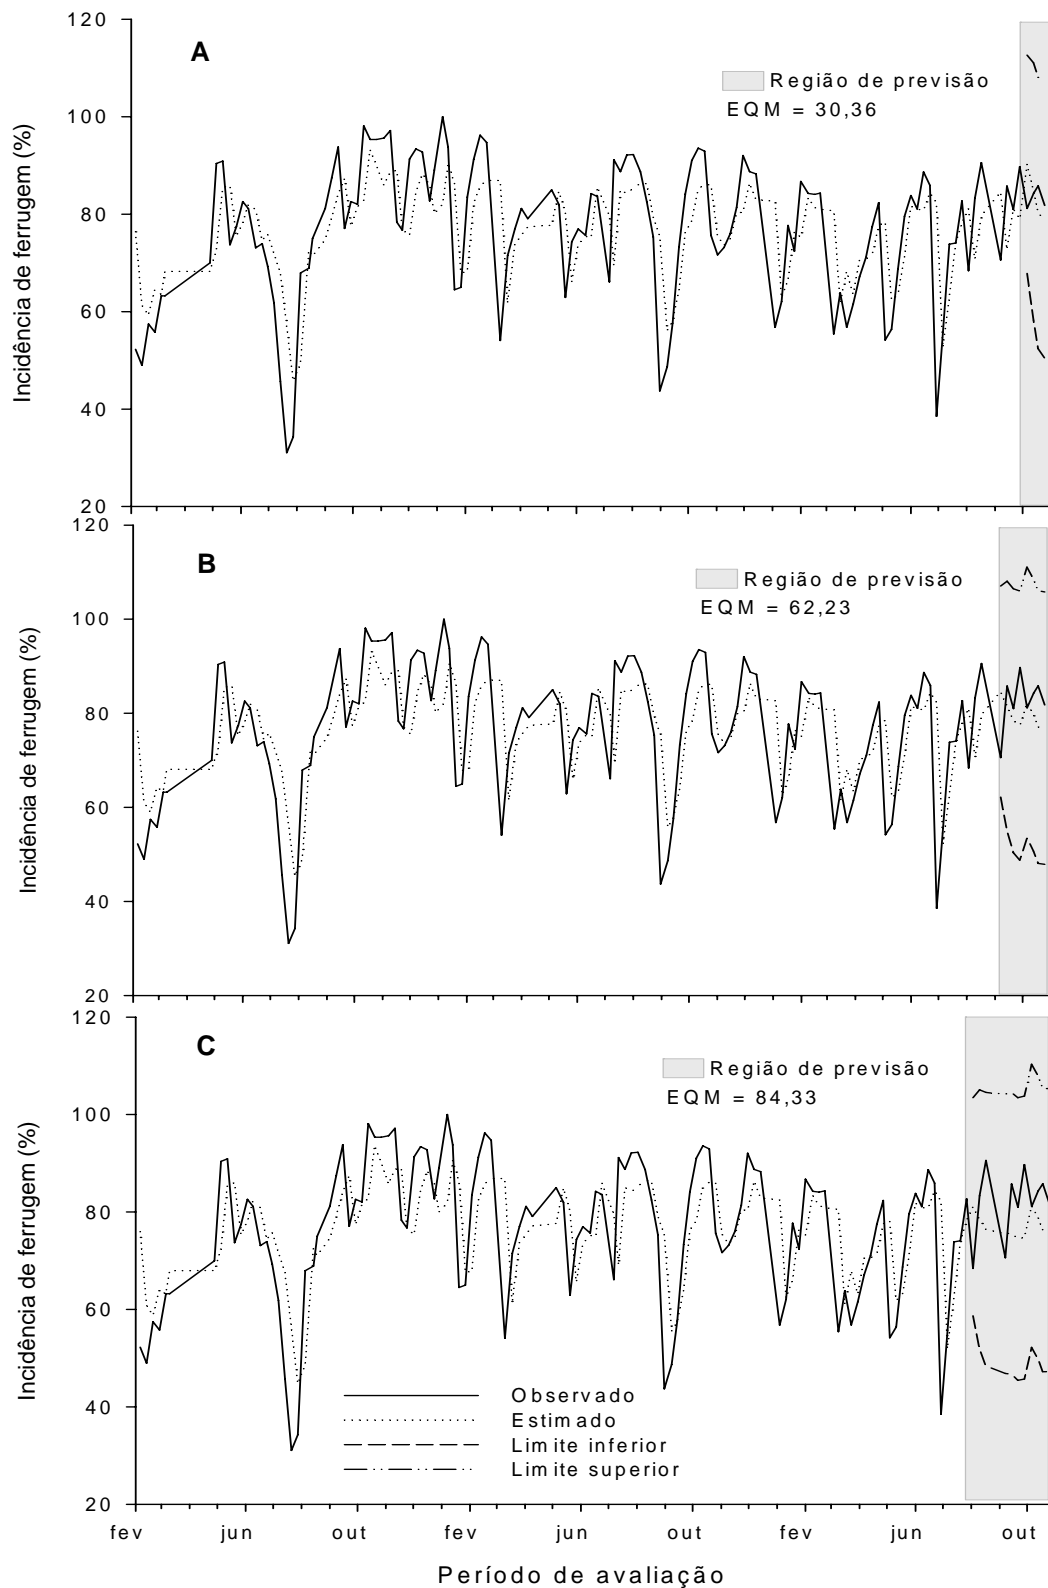 120
A
Região de previsão
EQM = 30,36
100
80
60
40
20
Incidência de ferrugem (%)
120
B
Região de previsão
EQM = 62,23
100
80
60
40
20
Incidência de ferrugem (%)
120
C
Região de previsão
EQM = 84,33
100
80
60
40
20
Incidência de ferrugem (%)
Observado
Estimado
Limite inferior
Limite superior
fev jun out fev jun out fev jun out
Período de avaliação